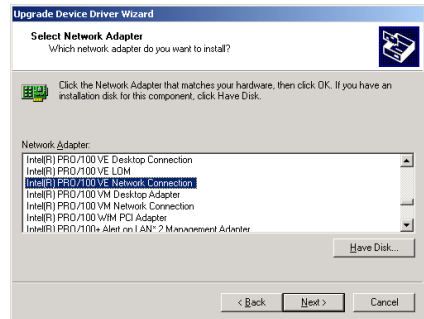 Upgrade Device Driver Wizard
Select Network Adapter
Which network adapter do you want to install?
Click the Network Adapter that matches your hardware, then click OK. If you have an
installation disk for this component, click Have Disk.
Network Adapter:
Intel(R) PRO/100 VE Desktop Connection
Intel(R) PRO/100 VE LOM
Intel(R) PRO/100 VE Network Connection
Intel(R) PRO/100 VM Desktop Adapter
Intel(R) PRO/100 VM Network Connection
Intel(R) PRO/100 WfM PCI Adapter
Intel(R) PRO/100+ Alert on LAN* 2 Management Adapter
Have Disk...
< Back
Next >
Cancel